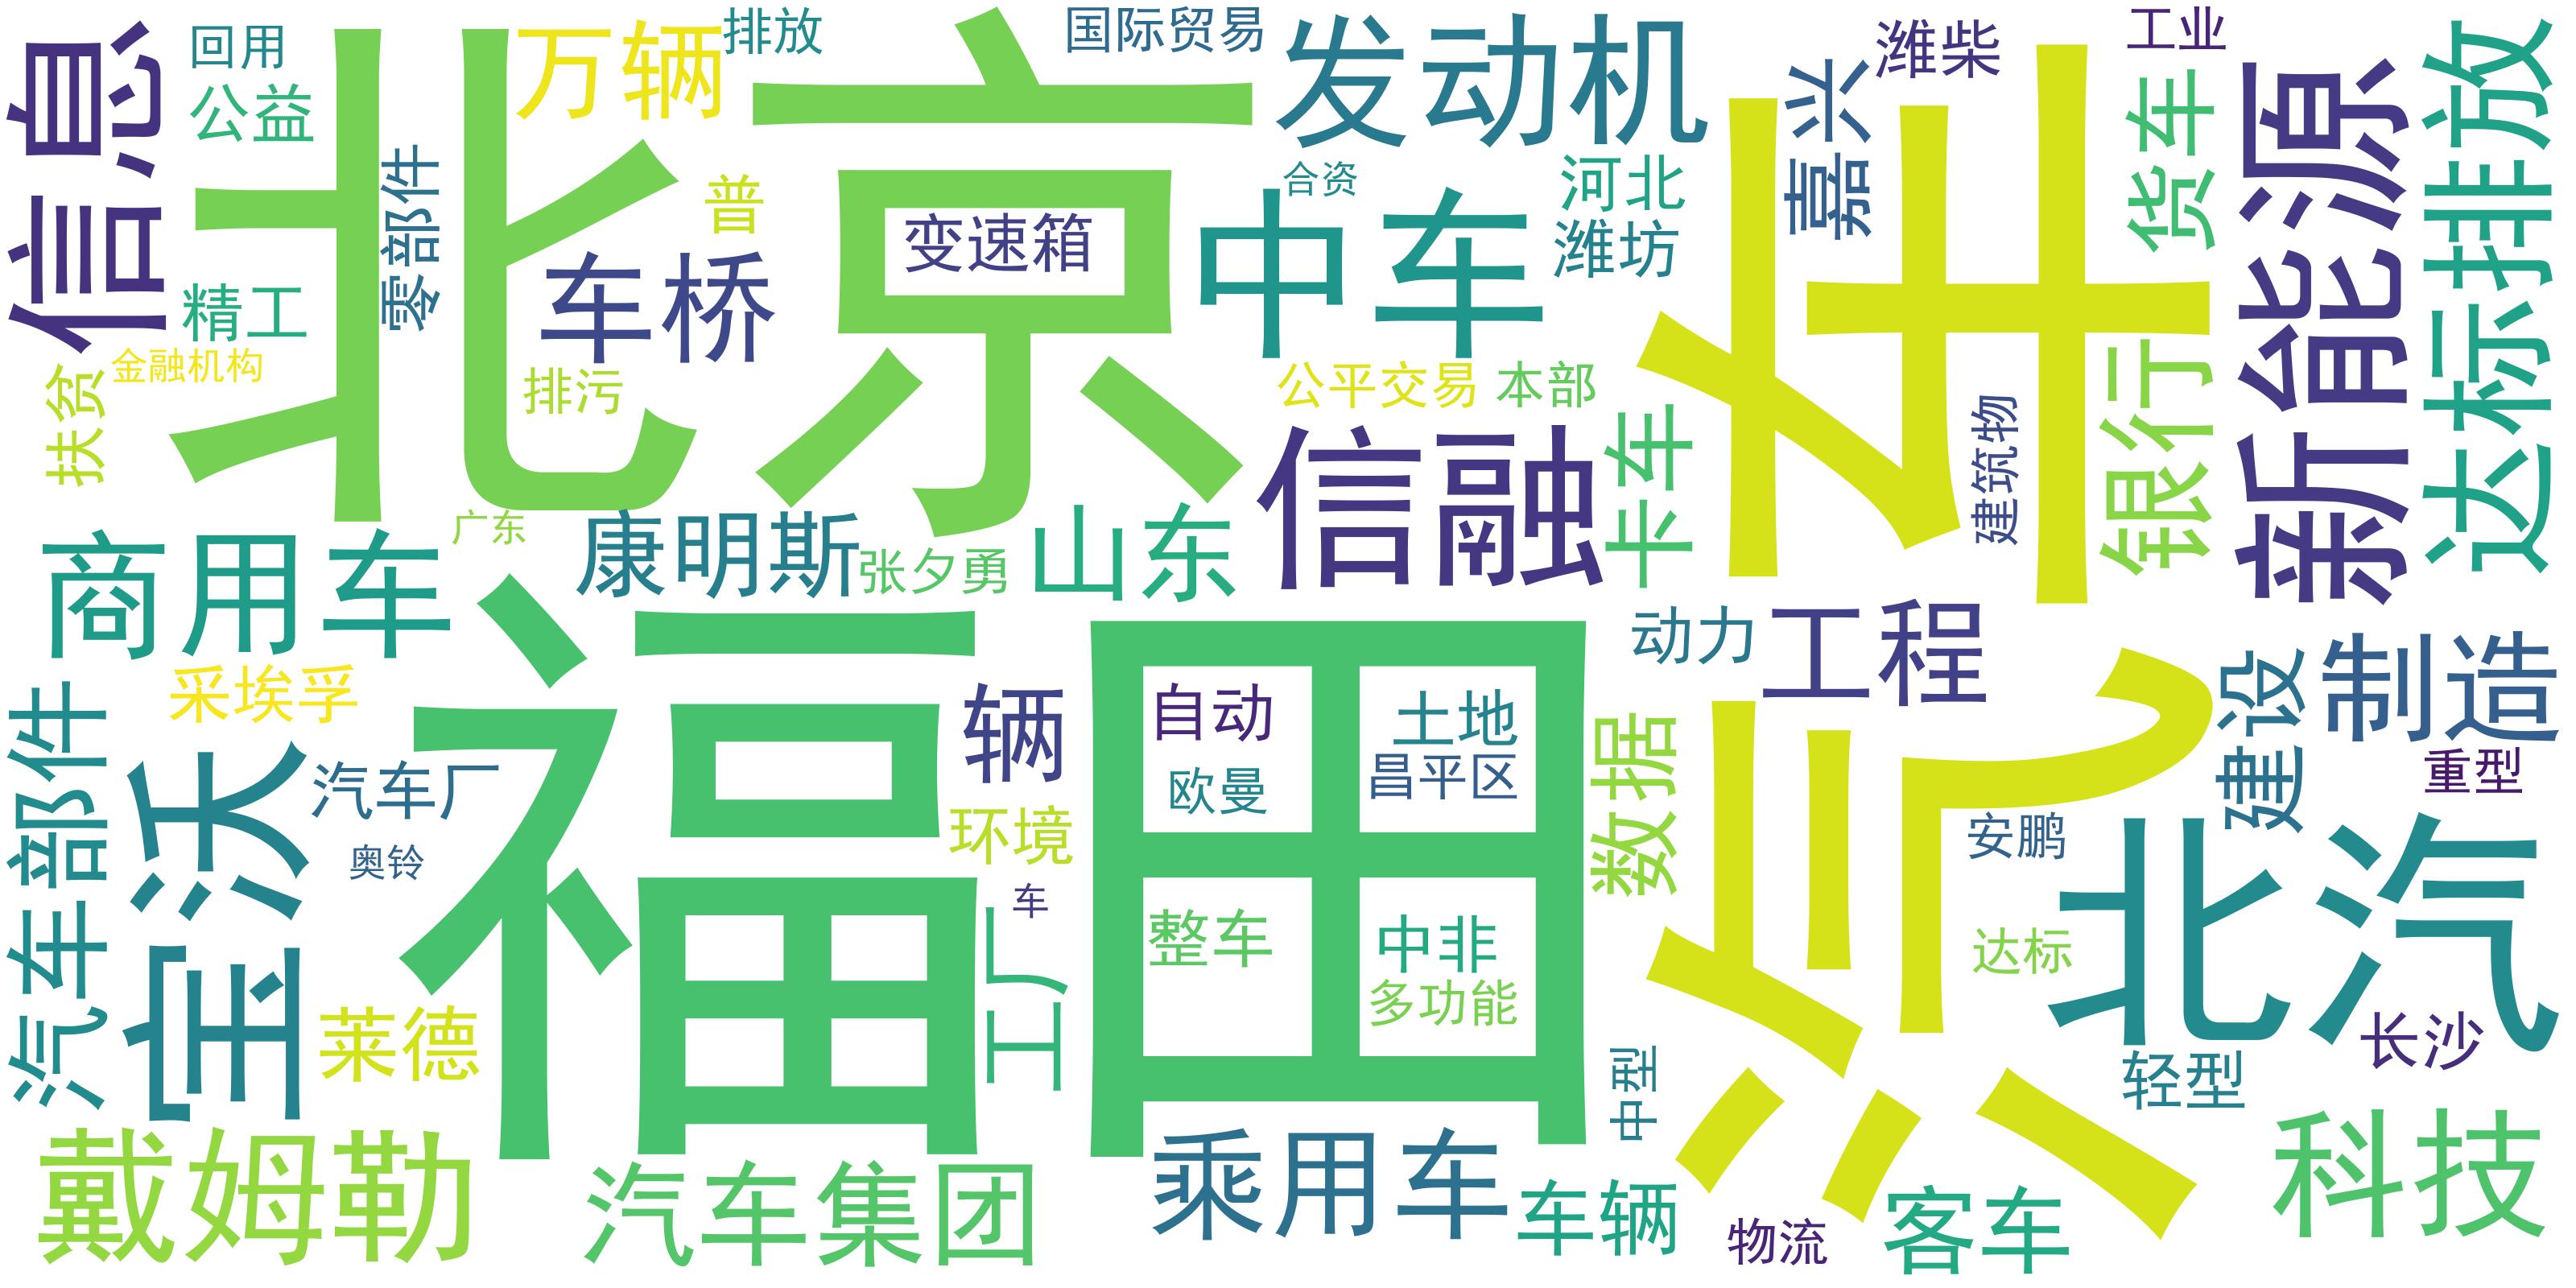 信息
回用
公益
北京
万辆
排放
国际贸易
发动机
潍柴
工业
汽车
嘉兴
货车
新能源
达标排放
零部件
普
变速箱
合资
中车
河北
潍坊
精工
车桥
金融机构
扶贫
排污
公平交易
本部
银行
卡车
建筑物
信融
商用车
广东
康明斯
张夕勇
山东
福田
动力
工程
建设
制造
采埃孚
辆
自动
土地
欧曼
昌平区
数据
重型
汽车部件
宝沃
汽车厂
奥铃
环境
车
安鹏
北汽
工厂
整车
中非
多功能
达标
莱德
长沙
中型
轻型
戴姆勒
汽车集团
乘用车
车辆
物流
客车
科技